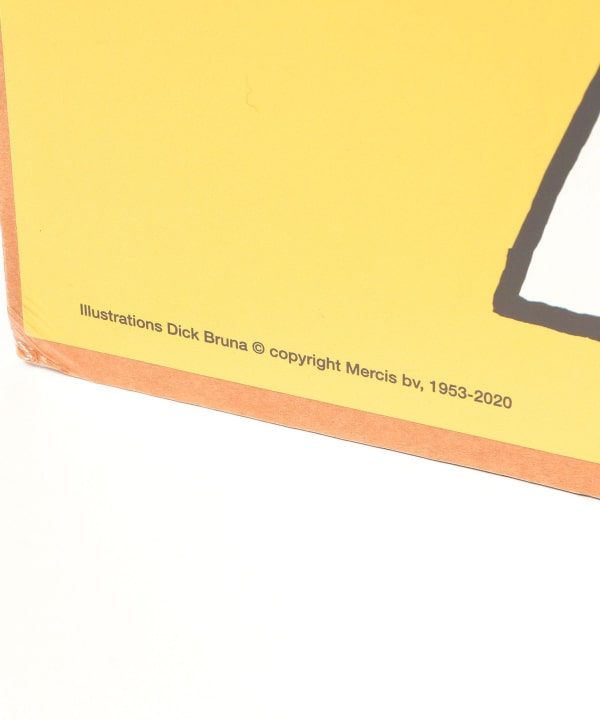 Illustrations Dick Bruna © copyright Mercis bv, 1953-2020